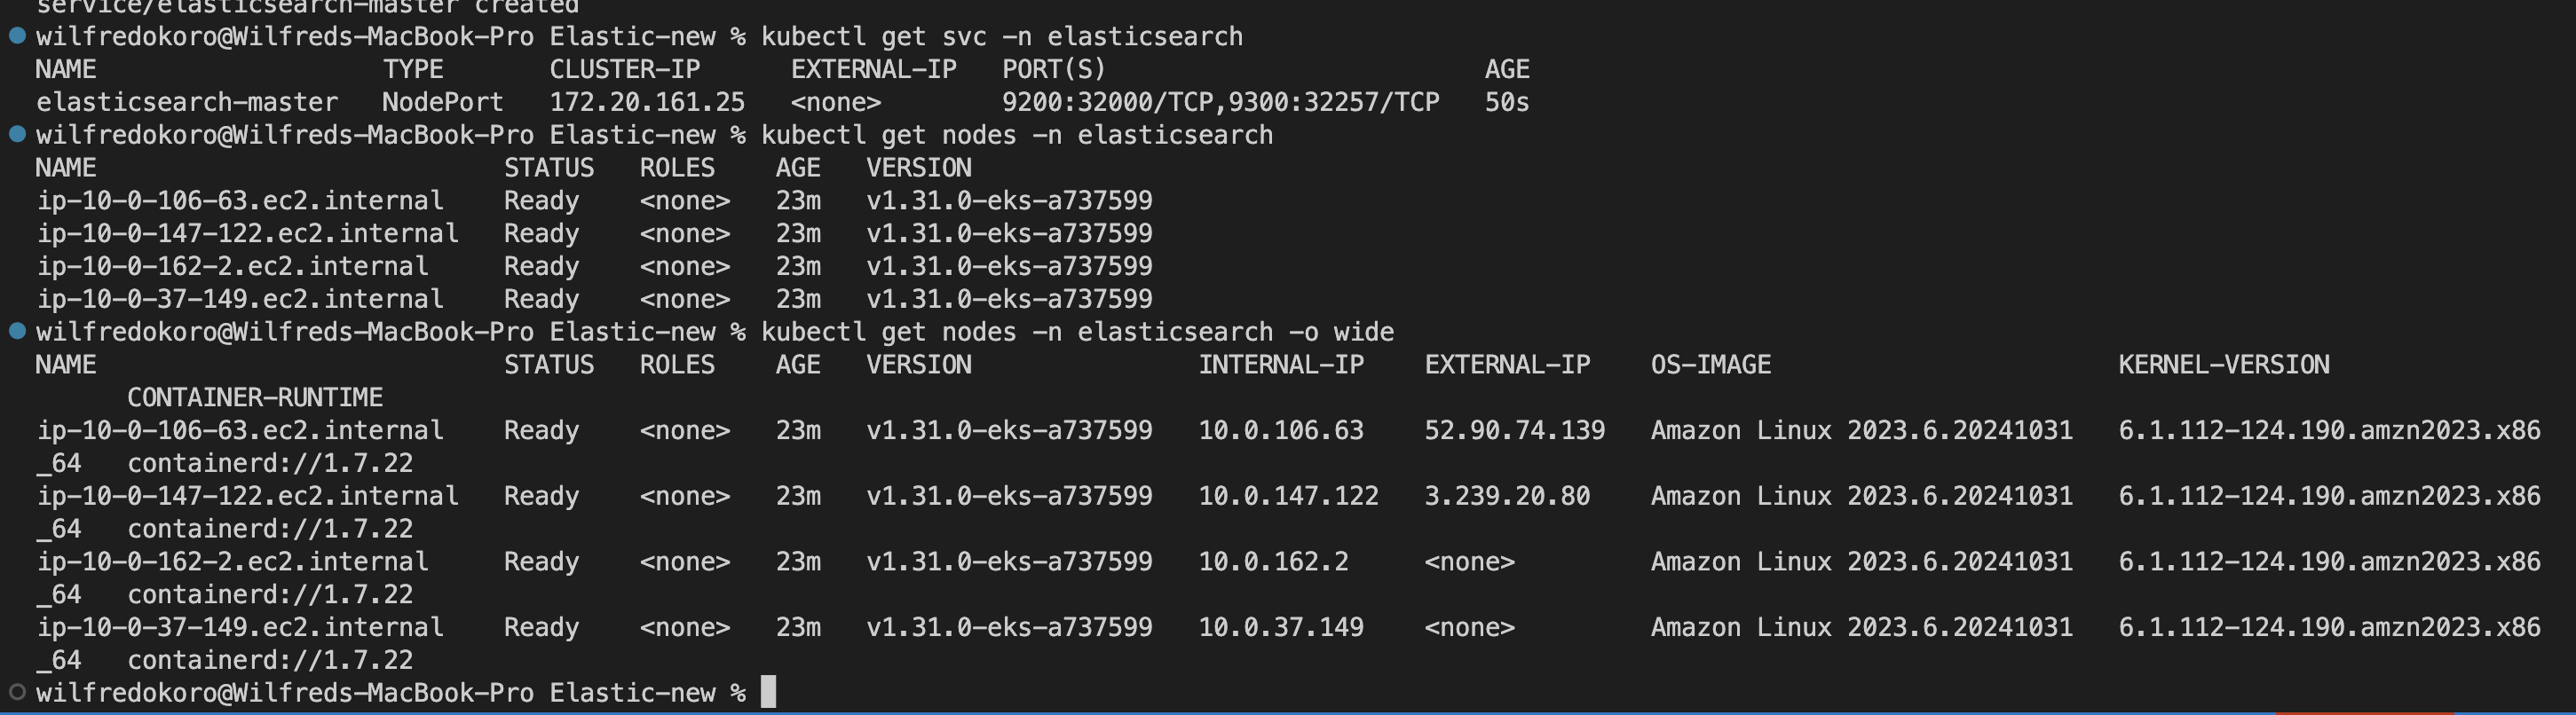 service/elasticsearch-master created
wilfredokoro@Wilfreds-MacBook-Pro Elastic-new % kubectl get svc -n elasticsearch
NAME                   TYPE       CLUSTER-IP      EXTERNAL-IP   PORT(S)                         AGE
elasticsearch-master   NodePort   172.20.161.25   <none>        9200:32000/TCP,9300:32257/TCP   50s
wilfredokoro@Wilfreds-MacBook-Pro Elastic-new % kubectl get nodes -n elasticsearch
NAME                           STATUS   ROLES    AGE   VERSION
ip-10-0-106-63.ec2.internal    Ready    <none>   23m   v1.31.0-eks-a737599
ip-10-0-147-122.ec2.internal   Ready    <none>   23m   v1.31.0-eks-a737599
ip-10-0-162-2.ec2.internal     Ready    <none>   23m   v1.31.0-eks-a737599
ip-10-0-37-149.ec2.internal    Ready    <none>   23m   v1.31.0-eks-a737599
wilfredokoro@Wilfreds-MacBook-Pro Elastic-new % kubectl get nodes -n elasticsearch -o wide
NAME                           STATUS   ROLES    AGE   VERSION               INTERNAL-IP    EXTERNAL-IP    OS-IMAGE                       KERNEL-VERSION
      CONTAINER-RUNTIME
ip-10-0-106-63.ec2.internal    Ready    <none>   23m   v1.31.0-eks-a737599   10.0.106.63    52.90.74.139   Amazon Linux 2023.6.20241031   6.1.112-124.190.amzn2023.x86
_64   containerd://1.7.22
ip-10-0-147-122.ec2.internal   Ready    <none>   23m   v1.31.0-eks-a737599   10.0.147.122   3.239.20.80    Amazon Linux 2023.6.20241031   6.1.112-124.190.amzn2023.x86
_64   containerd://1.7.22
ip-10-0-162-2.ec2.internal     Ready    <none>   23m   v1.31.0-eks-a737599   10.0.162.2     <none>         Amazon Linux 2023.6.20241031   6.1.112-124.190.amzn2023.x86
_64   containerd://1.7.22
ip-10-0-37-149.ec2.internal    Ready    <none>   23m   v1.31.0-eks-a737599   10.0.37.149    <none>         Amazon Linux 2023.6.20241031   6.1.112-124.190.amzn2023.x86
_64   containerd://1.7.22
wilfredokoro@Wilfreds-MacBook-Pro Elastic-new %